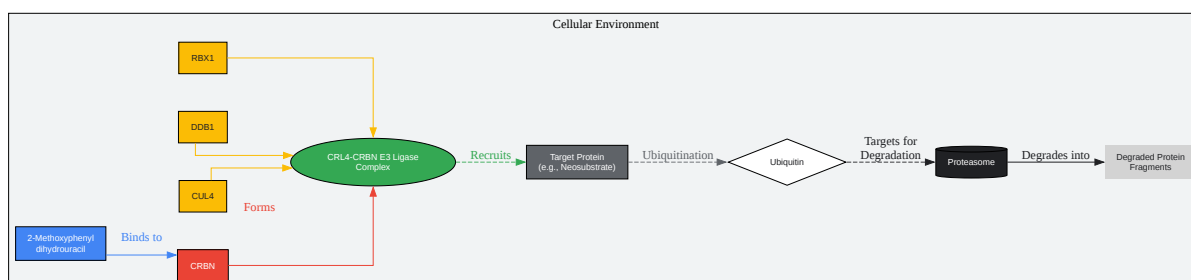 Cellular Environment
RBX1
DDB1
CUL4
2-Methoxyphenyl
dihydrouracil
Binds to
CRBN
Forms
CRL4-CRBN E3 Ligase
Complex
Recruits
Target Protein
(e.g., Neosubstrate)
Ubiquitination
Ubiquitin
Targets for
Degradation
Proteasome
Degrades into
Degraded Protein
Fragments